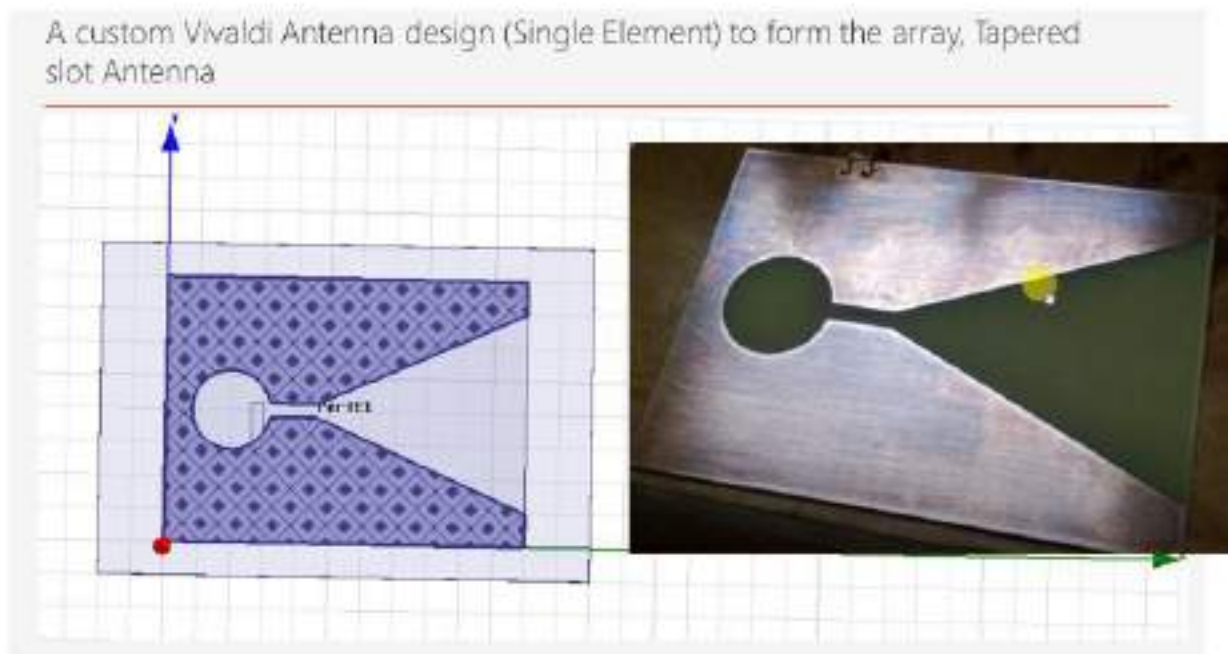 A custom Vivaldi Antenna design (Single Element) to form the array, Tapered
slot Antenna